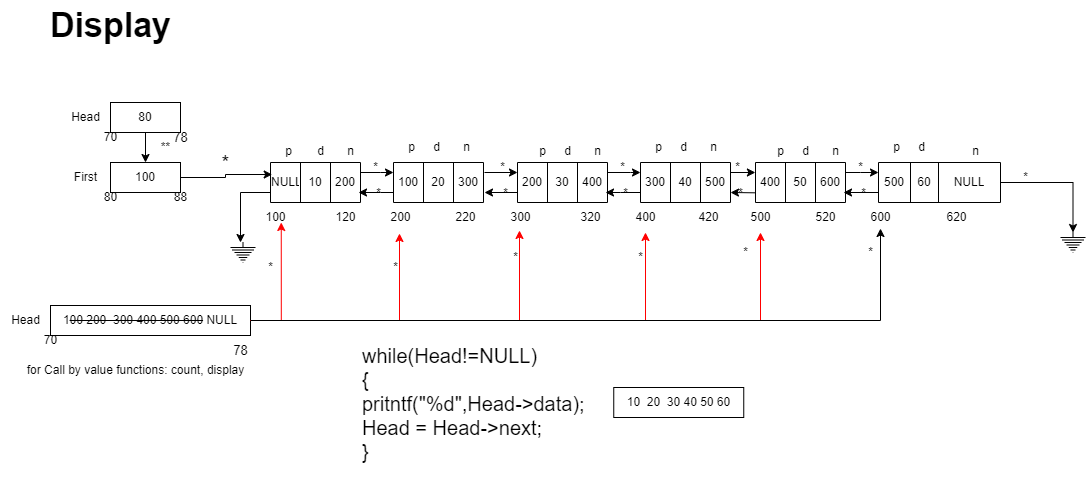 Display
Head 80
70 78
**
First 100
80 88
*
p d n
NULL 10 200
100 120
* *
p d n
100 20 300
200 220
* *
p d n
200 30 400
300 320
* *
p d n
300 40 500
400 420
* *
p d n
400 50 600
500 520
* *
p d n
500 60 NULL
600 620
*
* * * * * *
Head 100 200 300 400 500 600 NULL
70
78
for Call by value functions: count, display
while(Head!=NULL)
{
pritntf("%d",Head->data);
Head = Head->next;
}
10 20 30 40 50 60